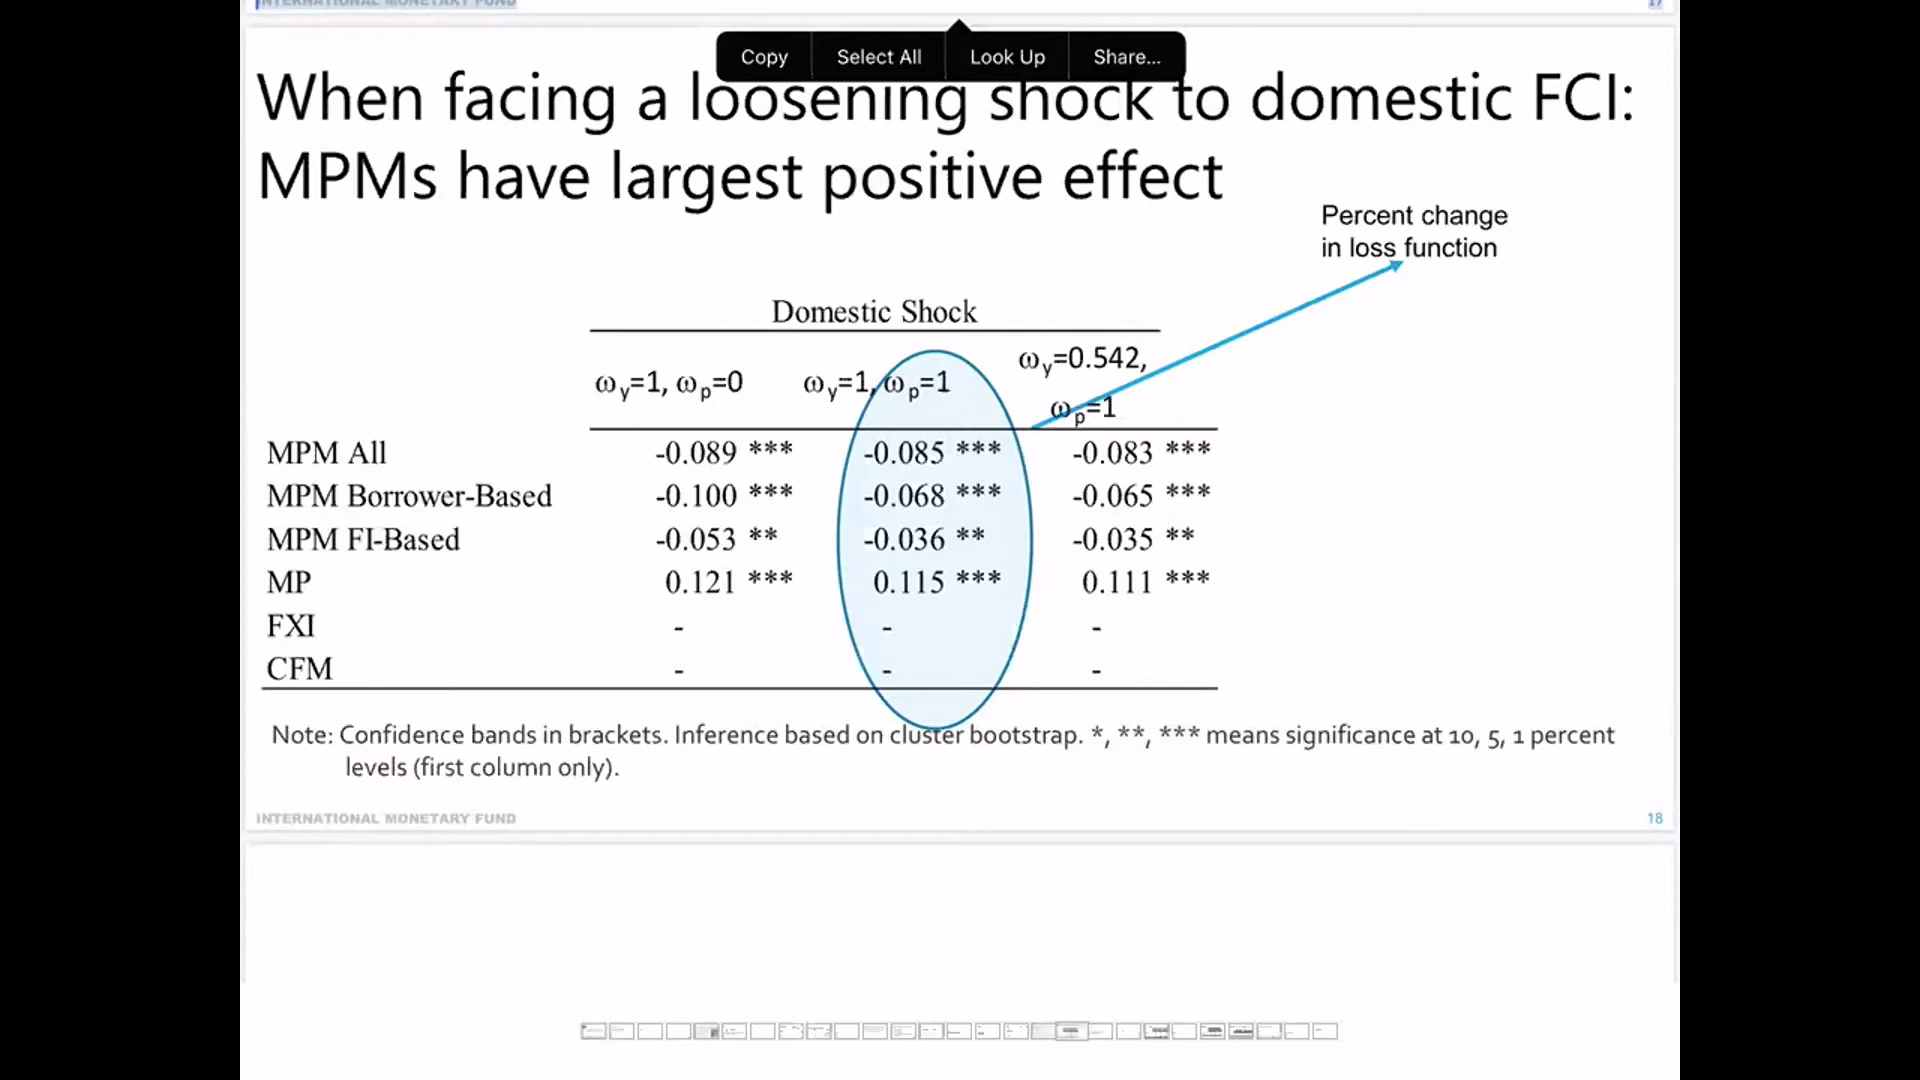 INTERNATIONAL MONETARY FUND
17
Copy
Select All
Look Up
Share...
When facing a loosening shock to domestic FCI:
MPMs have largest positive effect
Percent change
in loss function
Domestic Shock
ωy=1, ωp=0 ωy=1, ωp=1 ωy=0.542,
ωp=1
MPM All -0.089 *** -0.085 *** -0.083 ***
MPM Borrower-Based -0.100 *** -0.068 *** -0.065 ***
MPM FI-Based -0.053 ** -0.036 ** -0.035 **
MP 0.121 *** 0.115 *** 0.111 ***
FXI - - -
CFM - - -
Note: Confidence bands in brackets. Inference based on cluster bootstrap. *, **, *** means significance at 10, 5, 1 percent
levels (first column only).
INTERNATIONAL MONETARY FUND
18